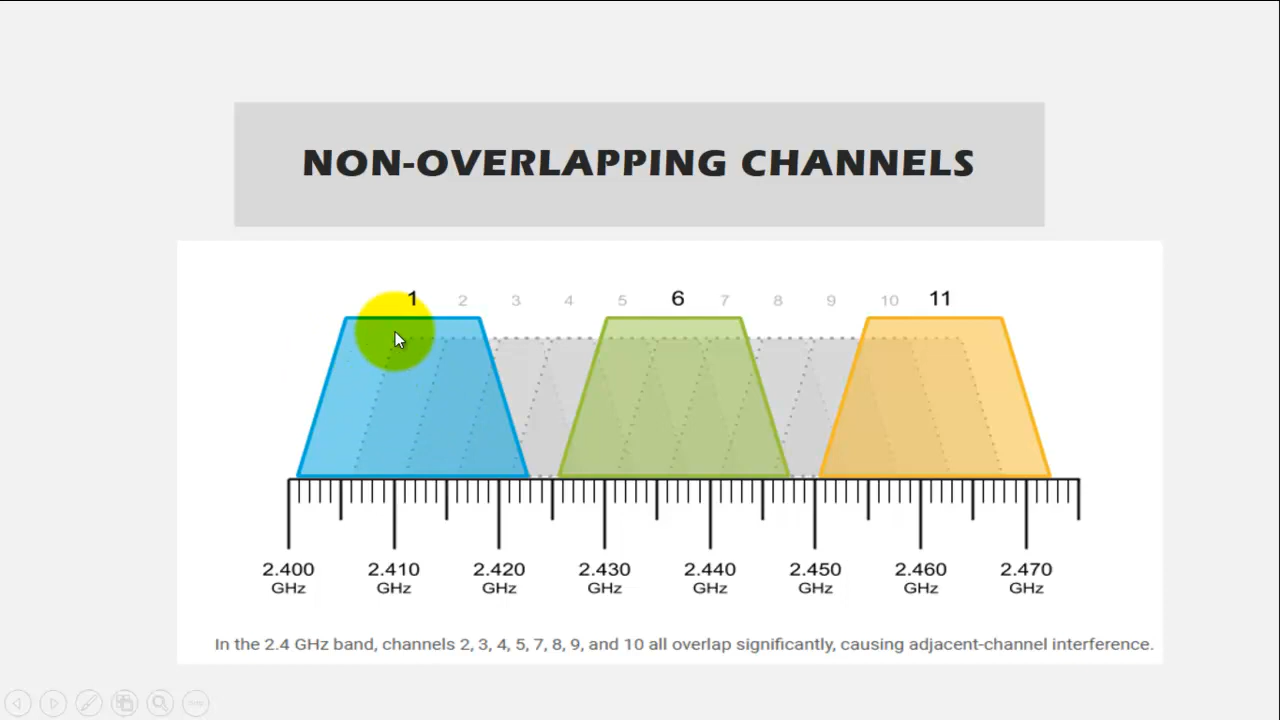 NON-OVERLAPPING CHANNELS
1 2 3 4 5 6 7 8 9 10 11
2.400 2.410 2.420 2.430 2.440 2.450 2.460 2.470
GHz GHz GHz GHz GHz GHz GHz GHz
In the 2.4 GHz band, channels 2, 3, 4, 5, 7, 8, 9, and 10 all overlap significantly, causing adjacent-channel interference.